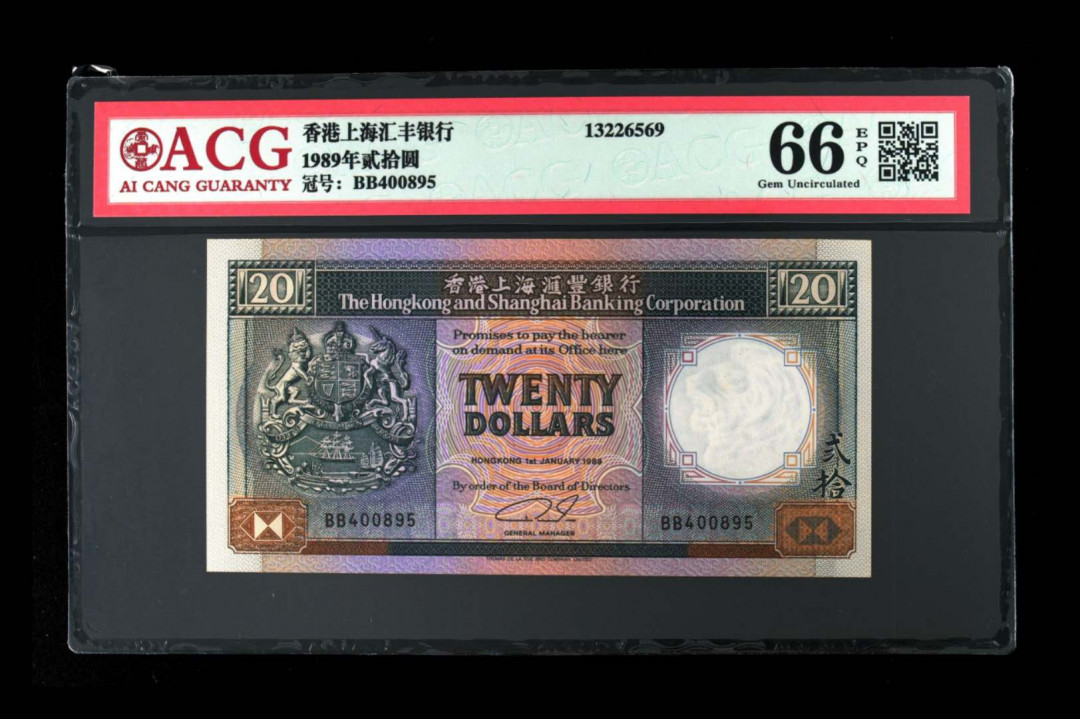 ACG
AI CANG GUARANTY
香港上海汇丰银行
1989年贰拾圆
冠号：BB400895
13226569
66
EPQ
Gem Uncirculated
20
香港上海滙豐銀行
20
The Hongkong and Shanghai Banking Corporation
Promises to pay the bearer
on demand at its Office here
TWENTY
DOLLARS
HONGKONG 1st JANUARY 1989
By order of the Board of Directors
GENERAL MANAGER
BB400895
BB400895
贰拾